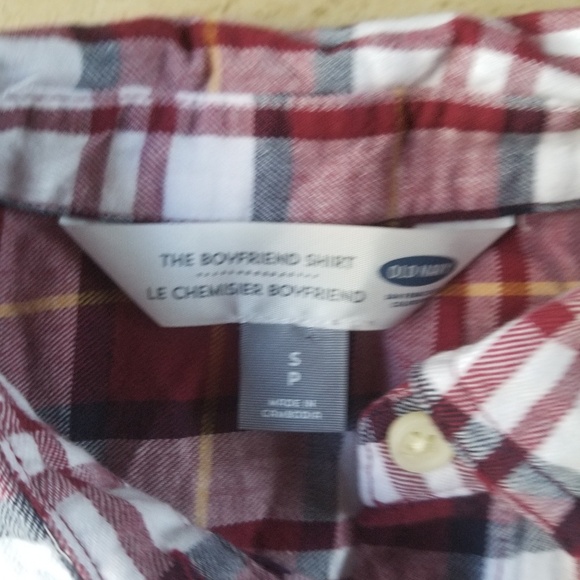 THE BOYFRIEND SHIRT
LE CHEMISIER BOYFRIEND
OLD NAVY
S
P
MADE IN
CAMBODIA